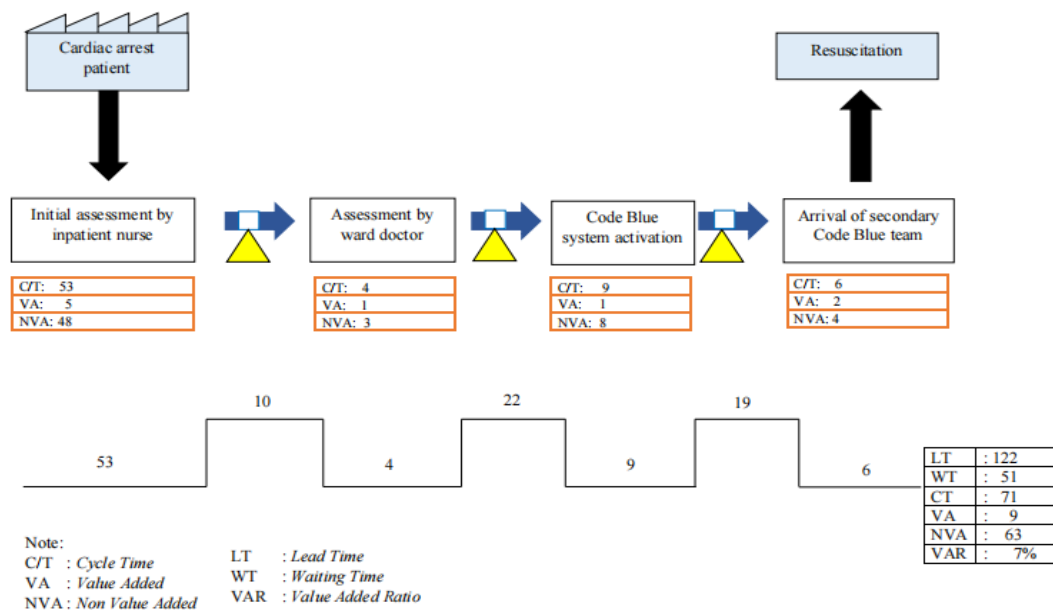 Cardiac arrest
patient
Resuscitation
Initial assessment by
inpatient nurse
Assessment by
ward doctor
Code Blue
system activation
Arrival of secondary
Code Blue team
C/T: 53
VA: 5
NVA: 48
C/T: 4
VA: 1
NVA: 3
C/T: 9
VA: 1
NVA: 8
C/T: 6
VA: 2
NVA: 4
53
10
4
22
9
19
6
LT : 122
WT : 51
CT : 71
VA : 9
NVA : 63
VAR : 7%
Note:
C/T : Cycle Time
VA : Value Added
NVA : Non Value Added
LT : Lead Time
WT : Waiting Time
VAR : Value Added Ratio